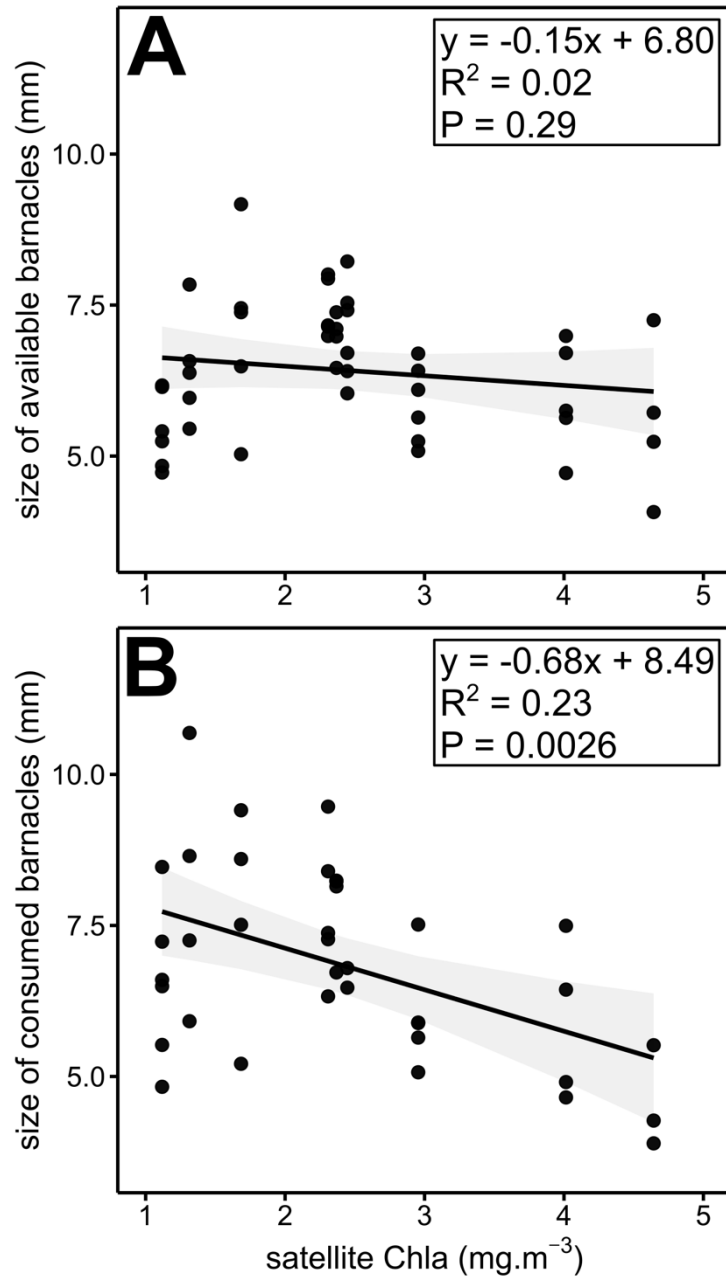 A
y = -0.15x + 6.80
R² = 0.02
P = 0.29
size of available barnacles (mm)
10.0
7.5
5.0
1 2 3 4 5
B
y = -0.68x + 8.49
R² = 0.23
P = 0.0026
size of consumed barnacles (mm)
10.0
7.5
5.0
1 2 3 4 5
satellite Chla (mg.m⁻³)